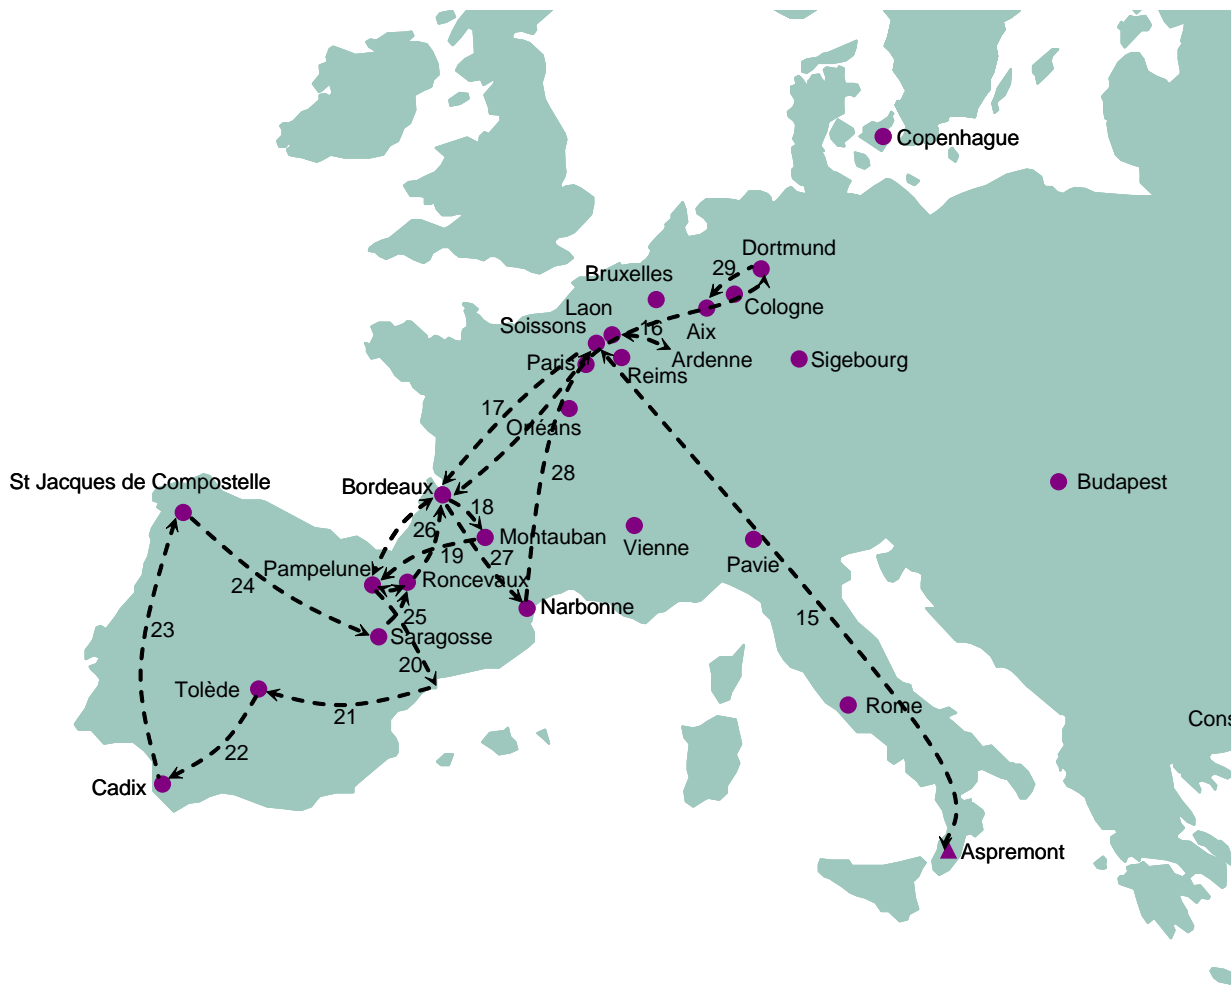 Copenhague
Dortmund
29
Bruxelles
Cologne
Laon
Soissons
16
Aix
Paris
Ardenne
Sigebourg
Reims
17
Orléans
28
St Jacques de Compostelle
Bordeaux
Budapest
18
26
Montauban
Vienne
19
27
Pavie
Pampelune
Roncevaux
24
Narbonne
25
15
23
Saragosse
20
Tolède
21
Rome
Cons
22
Cadix
Aspremont